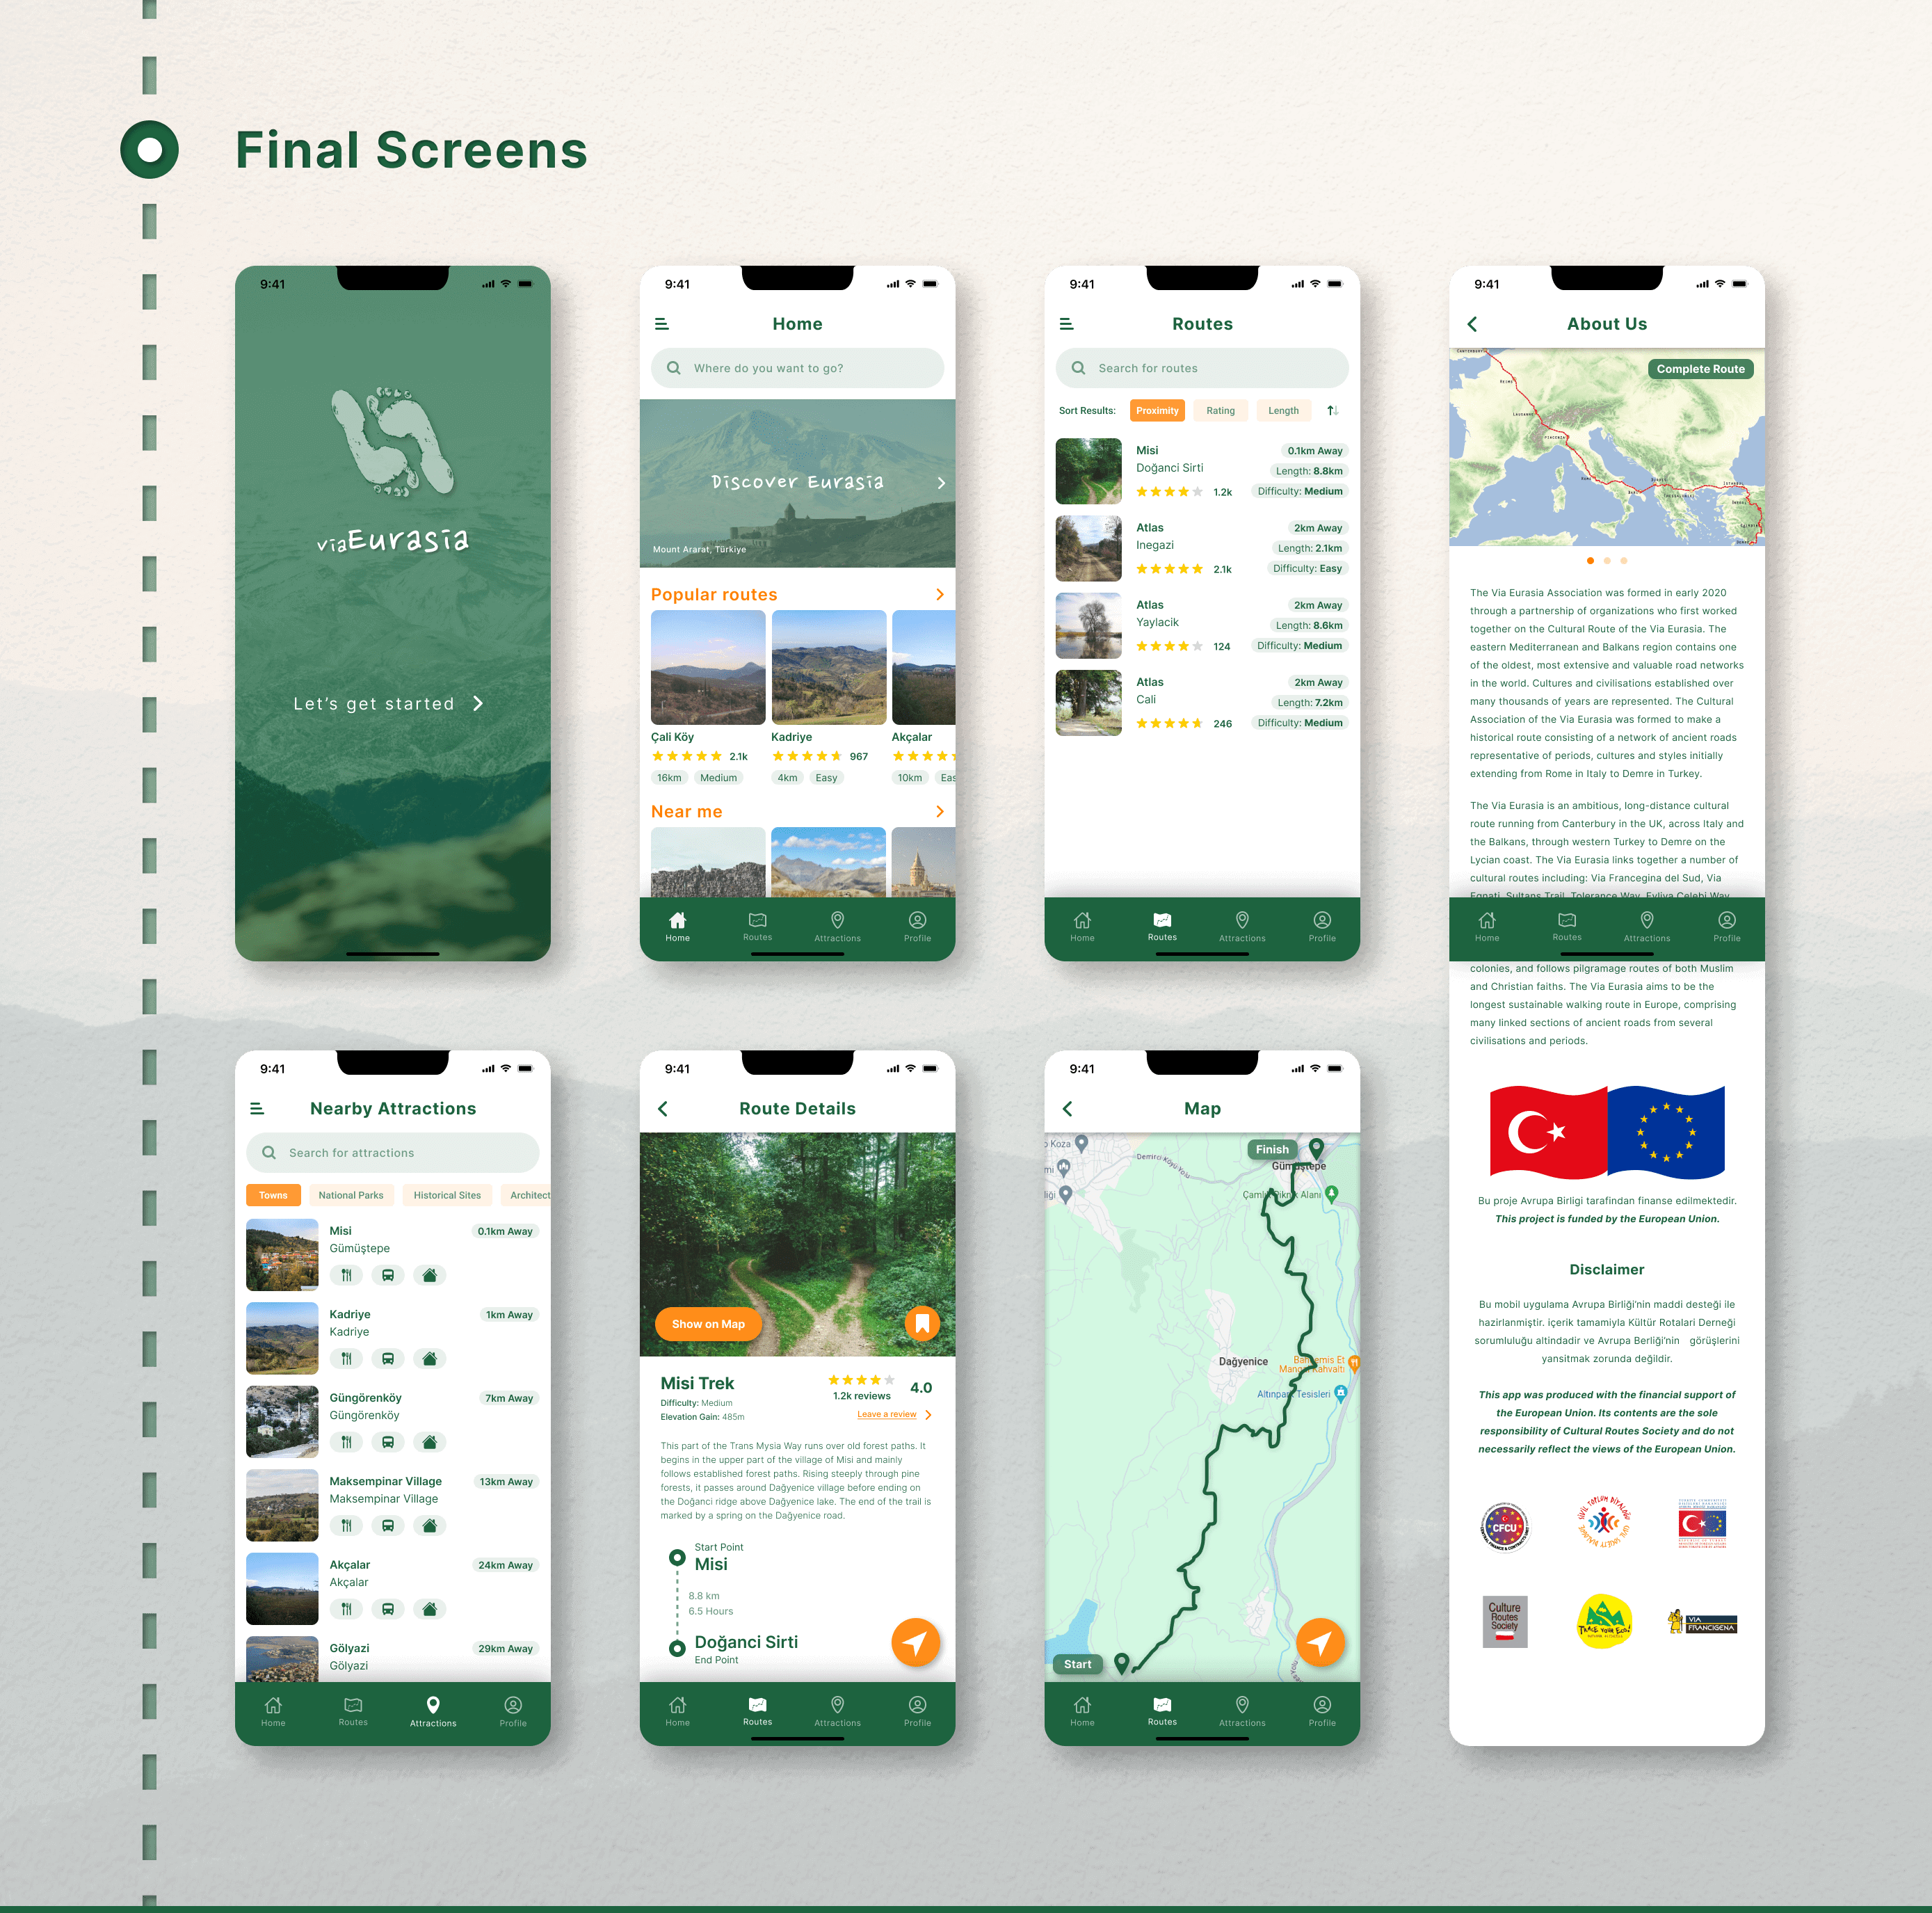 Final Screens
9:41
viaEurasia
Let's get started
9:41
Home
Where do you want to go?
Discover Eurasia
Mount Ararat, Türkiye
Popular routes
Çali Köy
2.1k
16km Medium
Kadriye
967
4km Easy
Akçalar
10km Eas
Near me
Home Routes Attractions Profile
9:41
Routes
Search for routes
Sort Results: Proximity Rating Length
Misi
Doğanci Sirti
1.2k
0.1km Away
Length: 8.8km
Difficulty: Medium
Atlas
Inegazi
2.1k
2km Away
Length: 2.1km
Difficulty: Easy
Atlas
Yaylacik
124
2km Away
Length: 8.6km
Difficulty: Medium
Atlas
Cali
246
2km Away
Length: 7.2km
Difficulty: Medium
Home Routes Attractions Profile
9:41
About Us
Complete Route
The Via Eurasia Association was formed in early 2020
through a partnership of organizations who first worked
together on the Cultural Route of the Via Eurasia. The
eastern Mediterranean and Balkans region contains one
of the oldest, most extensive and valuable road networks
in the world. Cultures and civilisations established over
many thousands of years are represented. The Cultural
Association of the Via Eurasia was formed to make a
historical route consisting of a network of ancient roads
representative of periods, cultures and styles initially
extending from Rome in Italy to Demre in Turkey.
The Via Eurasia is an ambitious, long-distance cultural
route running from Canterbury in the UK, across Italy and
the Balkans, through western Turkey to Demre on the
Lycian coast. The Via Eurasia links together a number of
cultural routes including: Via Francegina del Sud, Via
Egnati, Sultans Trail, Tolerance Way, Evliya Celebi Way
Home Routes Attractions Profile
colonies, and follows pilgramage routes of both Muslim
and Christian faiths. The Via Eurasia aims to be the
longest sustainable walking route in Europe, comprising
many linked sections of ancient roads from several
civilisations and periods.
Bu proje Avrupa Birligi tarafindan finanse edilmektedir.
This project is funded by the European Union.
Disclaimer
Bu mobil uygulama Avrupa Birliği'nin maddi desteği ile
hazirlanmiştir. içerik tamamiyla Kültür Rotalari Derneği
sorumluluğu altindadir ve Avrupa Berliği'nin görüşlerini
yansitmak zorunda değildir.
This app was produced with the financial support of
the European Union. Its contents are the sole
responsibility of Cultural Routes Society and do not
necessarily reflect the views of the European Union.
CFCU
SİVİL TOPLUM DİYALOĞU
Culture
Routes
Society
TRACE YOUR ECO!
VIA
FRANCIGENA
9:41
Nearby Attractions
Search for attractions
Towns National Parks Historical Sites Architect
Misi
Gümüştepe
0.1km Away
Kadriye
Kadriye
1km Away
Güngörenköy
Güngörenköy
7km Away
Maksempinar Village
Maksempinar Village
13km Away
Akçalar
Akçalar
24km Away
Gölyazi
Gölyazi
29km Away
Home Routes Attractions Profile
9:41
Route Details
Show on Map
Misi Trek
Difficulty: Medium
Elevation Gain: 485m
1.2k reviews
4.0
Leave a review
This part of the Trans Mysia Way runs over old forest paths. It
begins in the upper part of the village of Misi and mainly
follows established forest paths. Rising steeply through pine
forests, it passes around Dağyenice village before ending on
the Doğanci ridge above Dağyenice lake. The end of the trail is
marked by a spring on the Dağyenice road.
Start Point
Misi
8.8 km
6.5 Hours
Doğanci Sirti
End Point
Home Routes Attractions Profile
9:41
Map
Koza
Demirci Köyü Yolu
Finish
Gümüştepe
Çamlık Piknik Alanı
Dağyenice
Altınpark Tesisleri
Start
Home Routes Attractions Profile